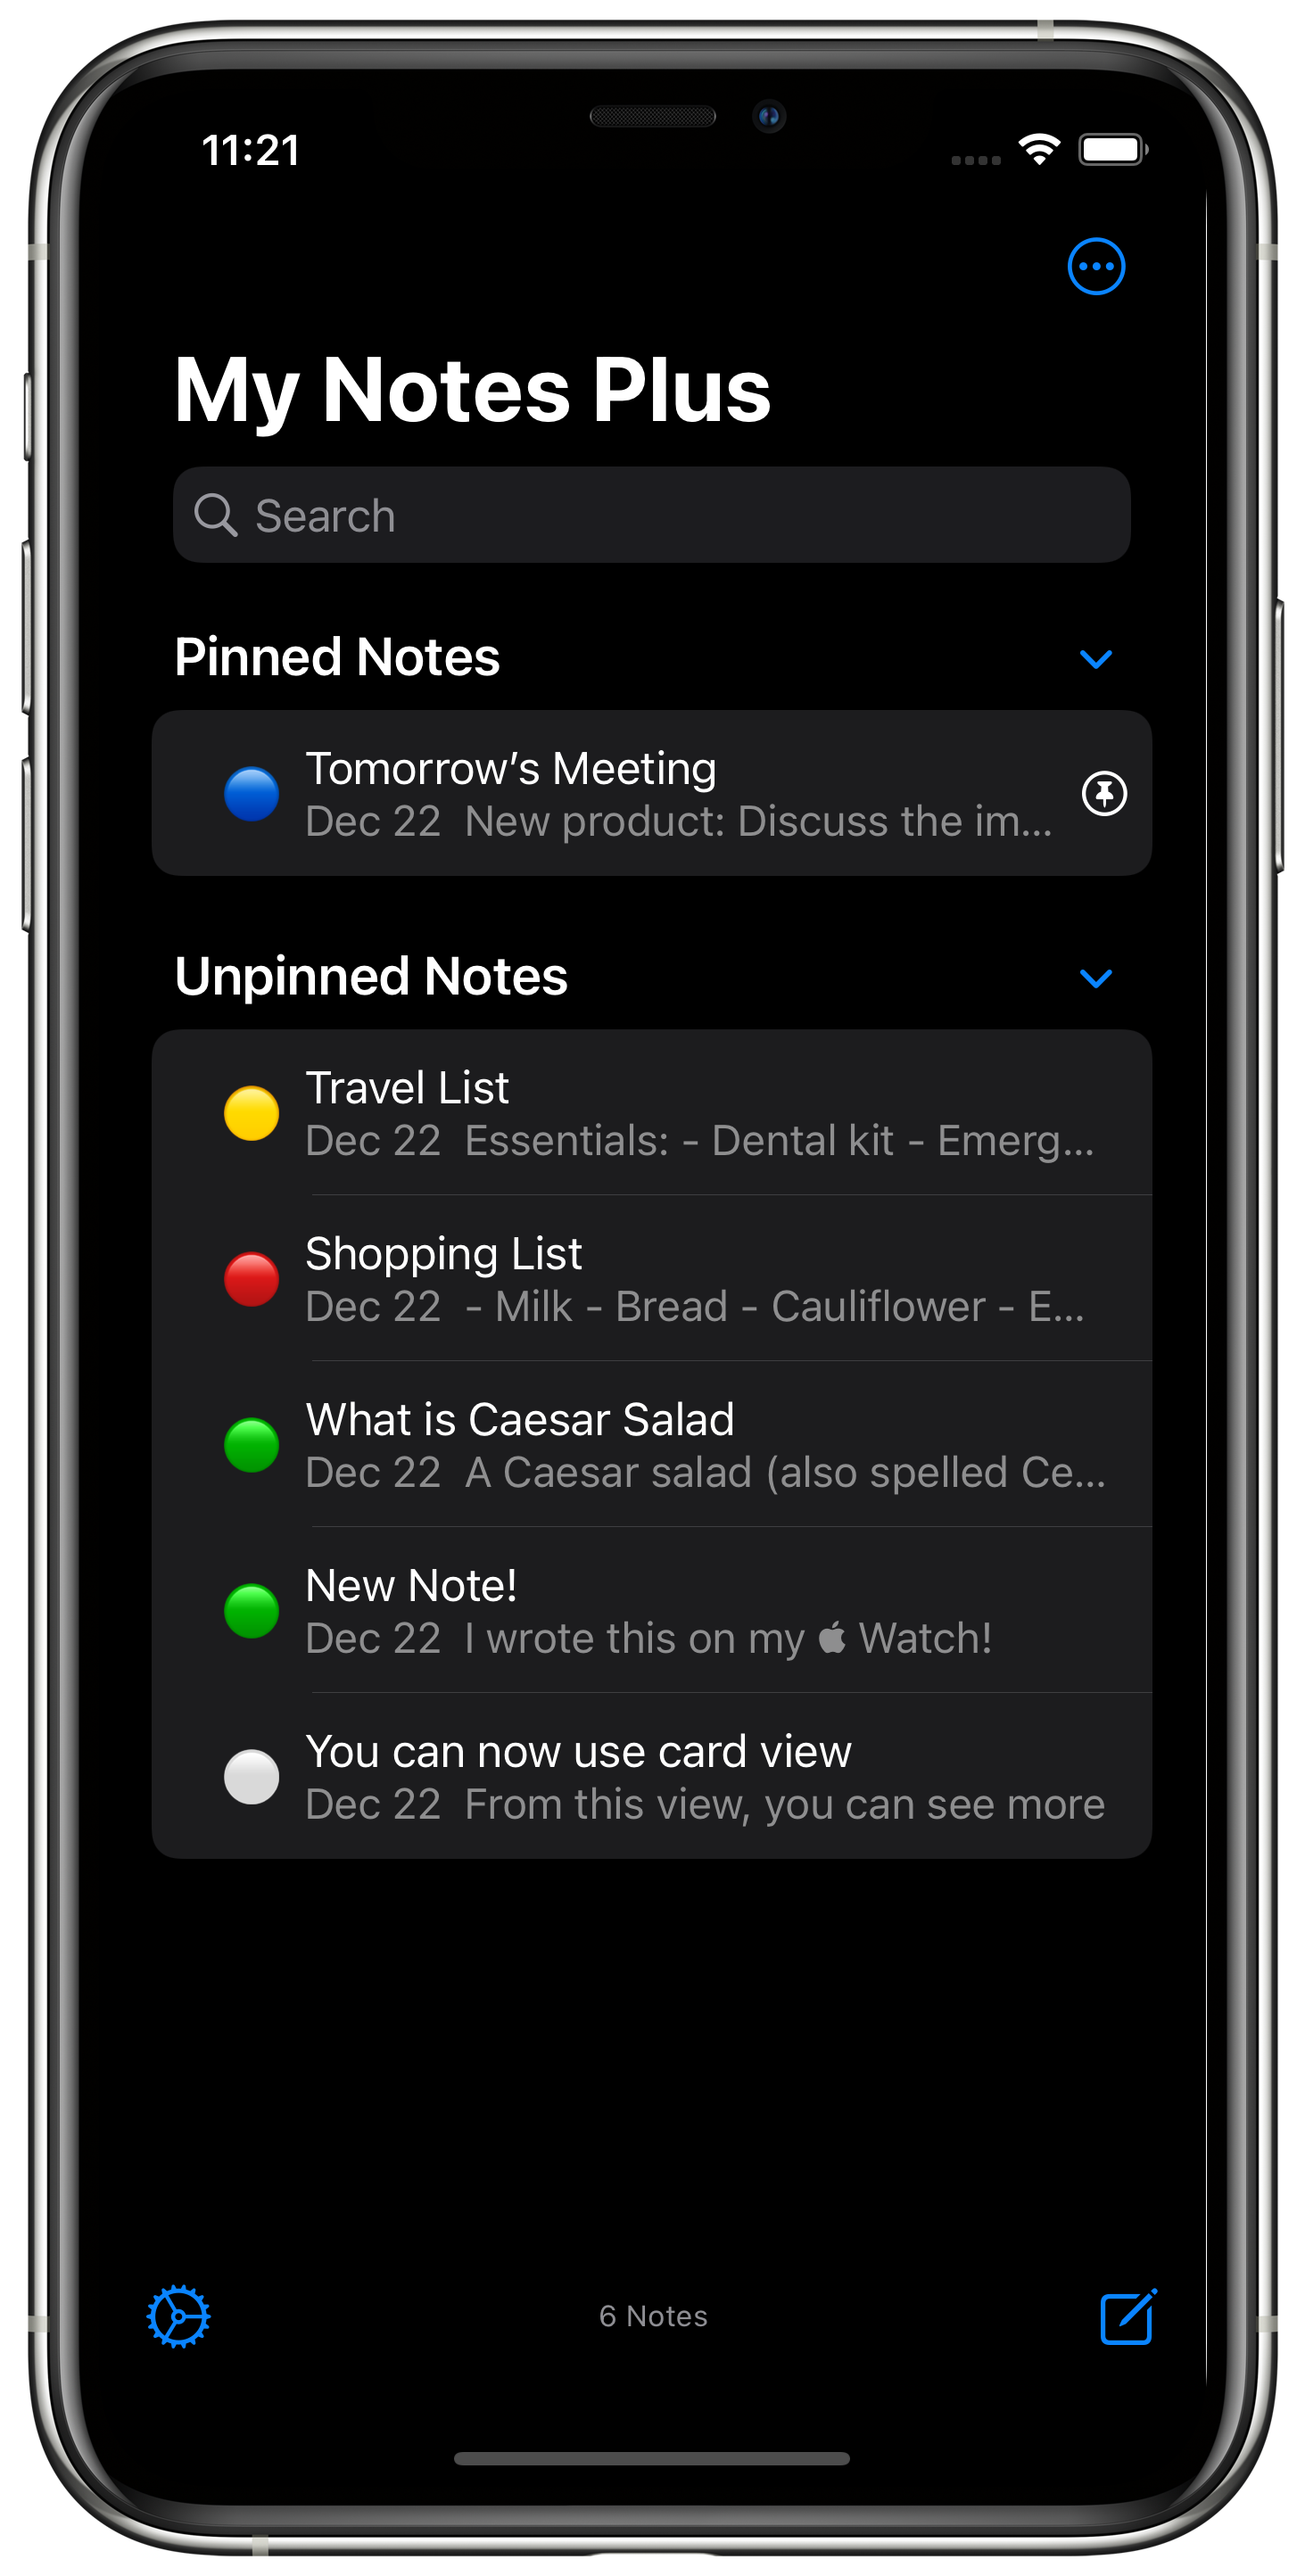 11:21
My Notes Plus
Search
Pinned Notes
Tomorrow’s Meeting
Dec 22  New product: Discuss the im...
Unpinned Notes
Travel List
Dec 22  Essentials: - Dental kit - Emerg...
Shopping List
Dec 22  - Milk - Bread - Cauliflower - E...
What is Caesar Salad
Dec 22  A Caesar salad (also spelled Ce...
New Note!
Dec 22  I wrote this on my  Watch!
You can now use card view
Dec 22  From this view, you can see more
6 Notes